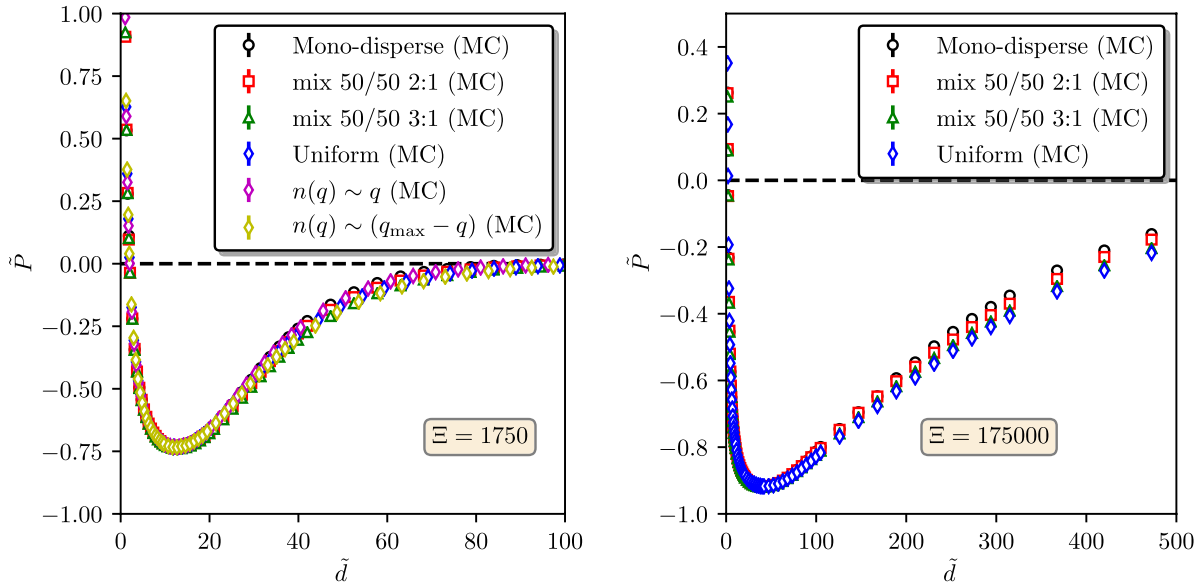 1.00
0.75
0.50
0.25
0.00
−0.25
−0.50
−0.75
−1.00
P̃
0 20 40 60 80 100
d̃
Mono-disperse (MC)
mix 50/50 2:1 (MC)
mix 50/50 3:1 (MC)
Uniform (MC)
n(q) ∼ q (MC)
n(q) ∼ (qmax − q) (MC)
Ξ = 1750
0.4
0.2
0.0
−0.2
−0.4
−0.6
−0.8
−1.0
P̃
0 100 200 300 400 500
d̃
Mono-disperse (MC)
mix 50/50 2:1 (MC)
mix 50/50 3:1 (MC)
Uniform (MC)
Ξ = 175000